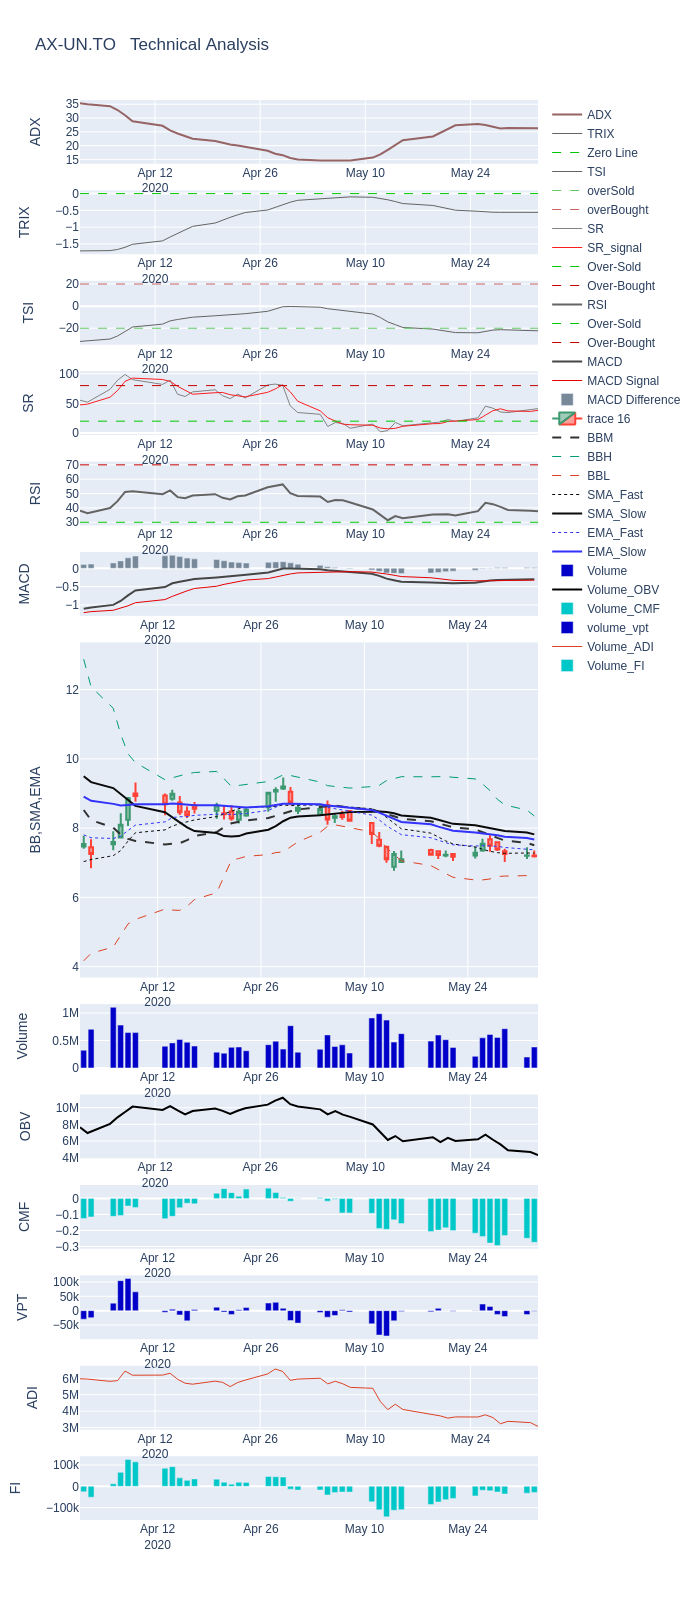 AX-UN.TO   Technical Analysis
ADX
35
30
25
20
15
Apr 12
2020
Apr 26
May 10
May 24
TRIX
0
−0.5
−1
−1.5
Apr 12
2020
Apr 26
May 10
May 24
TSI
20
0
−20
Apr 12
2020
Apr 26
May 10
May 24
SR
100
50
0
Apr 12
2020
Apr 26
May 10
May 24
RSI
70
60
50
40
30
Apr 12
2020
Apr 26
May 10
May 24
MACD
0
−0.5
−1
Apr 12
2020
Apr 26
May 10
May 24
BB,SMA,EMA
12
10
8
6
4
Apr 12
2020
Apr 26
May 10
May 24
Volume
1M
0.5M
0
Apr 12
2020
Apr 26
May 10
May 24
OBV
10M
8M
6M
4M
Apr 12
2020
Apr 26
May 10
May 24
CMF
0
−0.1
−0.2
−0.3
Apr 12
2020
Apr 26
May 10
May 24
VPT
100k
50k
0
−50k
Apr 12
2020
Apr 26
May 10
May 24
ADI
6M
5M
4M
3M
Apr 12
2020
Apr 26
May 10
May 24
FI
100k
0
−100k
Apr 12
2020
Apr 26
May 10
May 24
ADX
TRIX
Zero Line
TSI
overSold
overBought
SR
SR_signal
Over-Sold
Over-Bought
RSI
Over-Sold
Over-Bought
MACD
MACD Signal
MACD Difference
trace 16
BBM
BBH
BBL
SMA_Fast
SMA_Slow
EMA_Fast
EMA_Slow
Volume
Volume_OBV
Volume_CMF
volume_vpt
Volume_ADI
Volume_FI